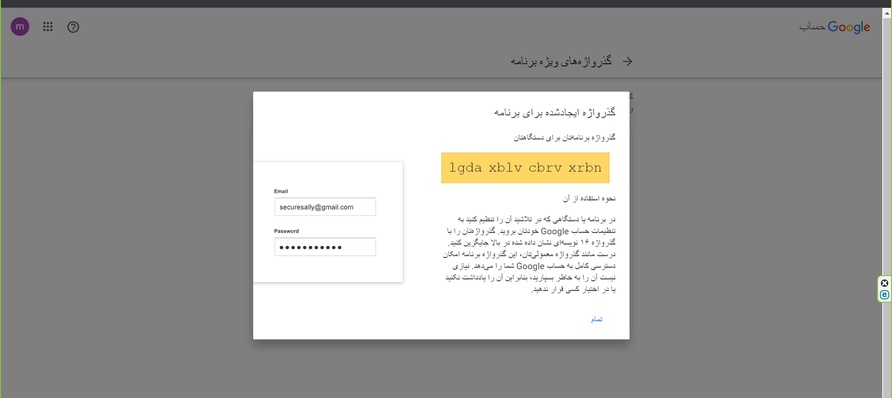 حساب Google
m
گذرواژه‌های ویژه برنامه
گذرواژه ایجادشده برای برنامه
گذرواژه برنامه‌تان برای دستگاهتان
lgda xblv cbrv xrbn
نحوه استفاده از آن
در برنامه یا دستگاهی که در تلاشید آن را تنظیم کنید به
تنظیمات حساب Google خودتان بروید. گذرواژه‌تان را با
گذرواژه ۱۶ نویسه‌ای نشان داده شده در بالا جایگزین کنید.
درست مانند گذرواژه معمولی‌تان، این گذرواژه برنامه امکان
دسترسی کامل به حساب Google شما را می‌دهد. نیازی
نیست آن را به خاطر بسپارید، بنابراین آن را یادداشت نکنید
یا در اختیار کسی قرار ندهید.
Email
securesally@gmail.com
Password
تمام